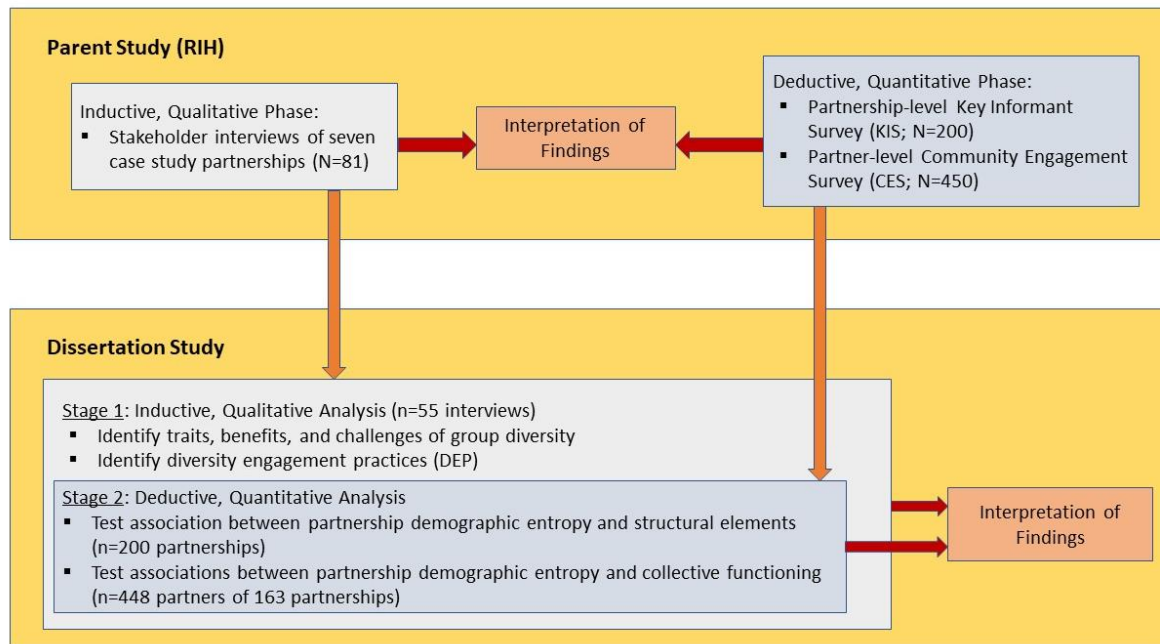 Parent Study (RIH)
Inductive, Qualitative Phase:
▪ Stakeholder interviews of seven
case study partnerships (N=81)
Interpretation of
Findings
Deductive, Quantitative Phase:
▪ Partnership-level Key Informant
Survey (KIS; N=200)
▪ Partner-level Community Engagement
Survey (CES; N=450)
Dissertation Study
Stage 1: Inductive, Qualitative Analysis (n=55 interviews)
▪ Identify traits, benefits, and challenges of group diversity
▪ Identify diversity engagement practices (DEP)
Stage 2: Deductive, Quantitative Analysis
▪ Test association between partnership demographic entropy and structural elements
(n=200 partnerships)
▪ Test associations between partnership demographic entropy and collective functioning
(n=448 partners of 163 partnerships)
Interpretation of
Findings